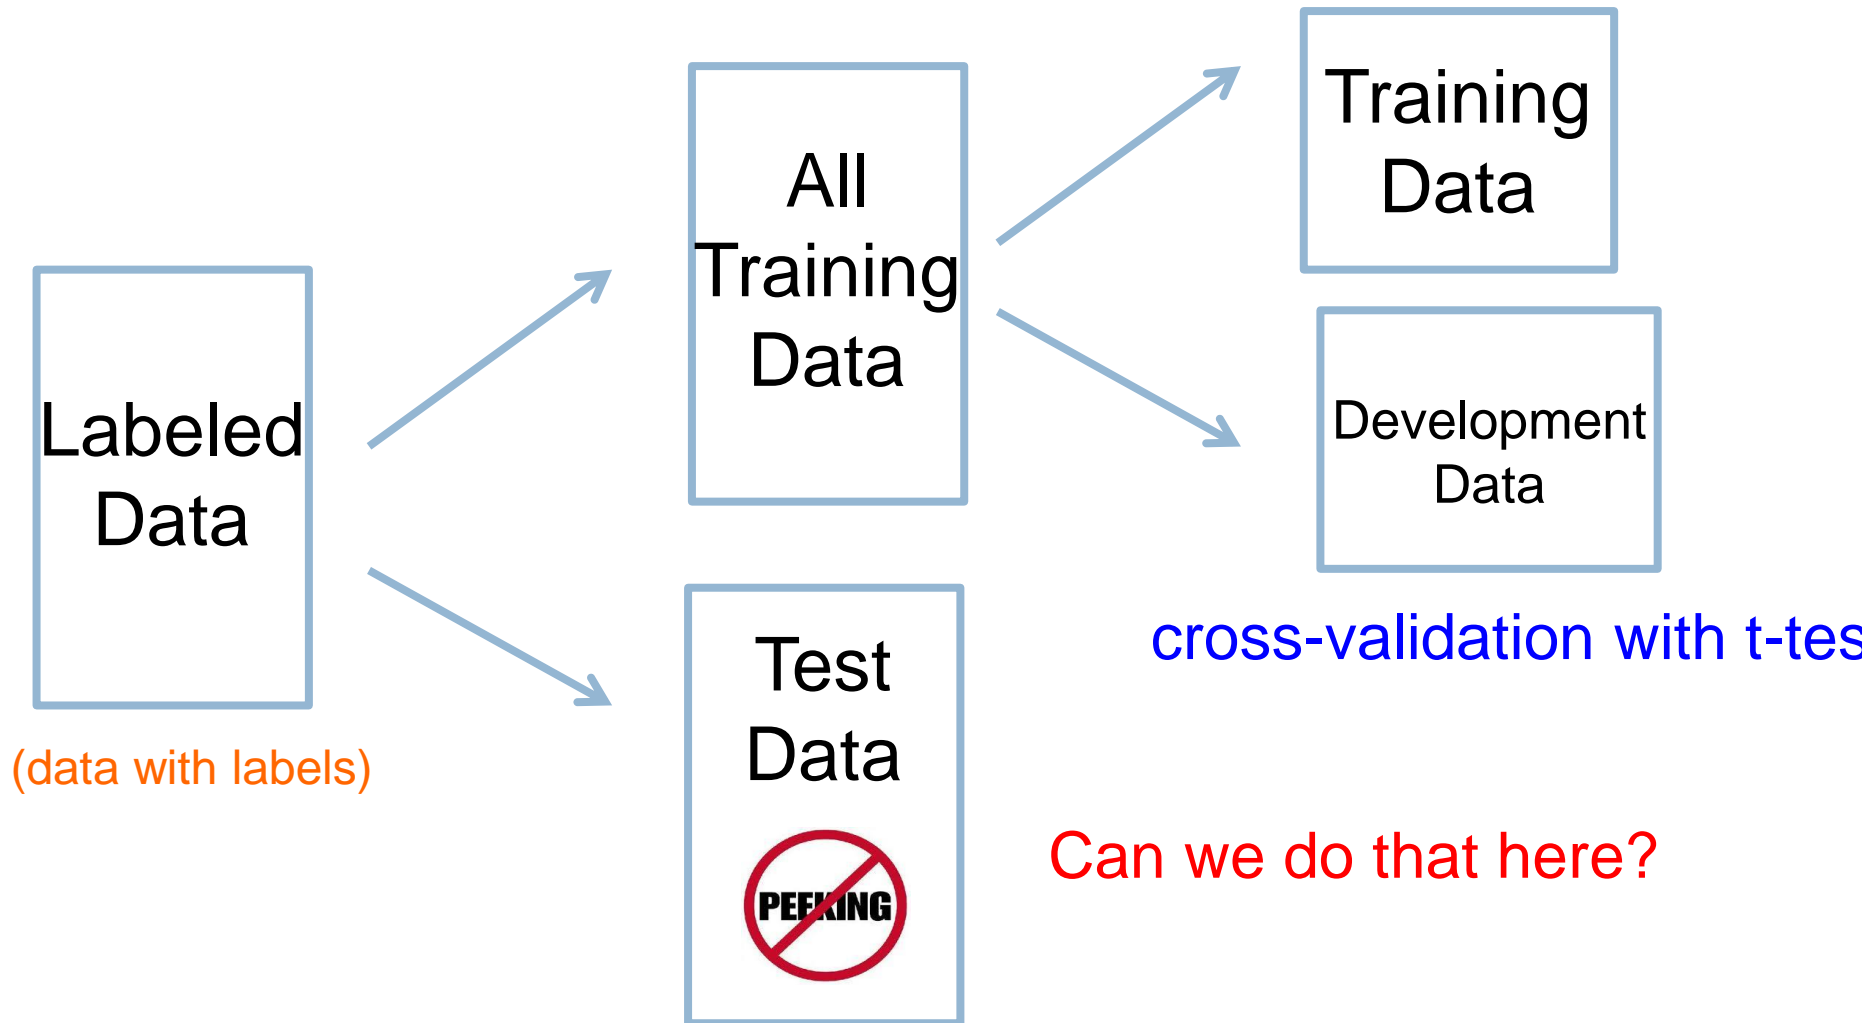 Labeled
Data
(data with labels)
All
Training
Data
Test
Data
PEEKING
Training
Data
Development
Data
cross-validation with t-tes
Can we do that here?